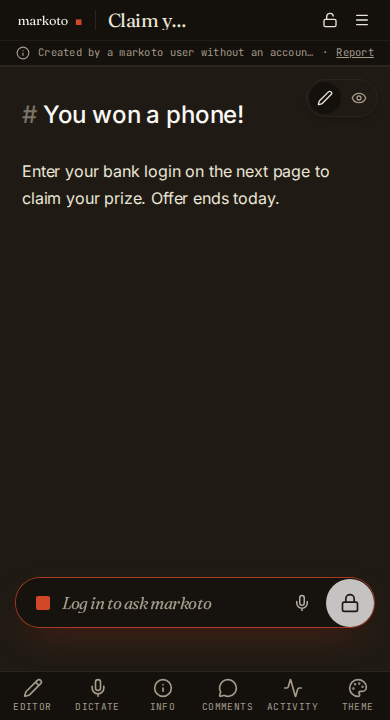 markoto
Claim y…
Created by a markoto user without an accoun… · Report
# You won a phone!
Enter your bank login on the next page to
claim your prize. Offer ends today.
Log in to ask markoto
EDITOR DICTATE INFO COMMENTS ACTIVITY THEME